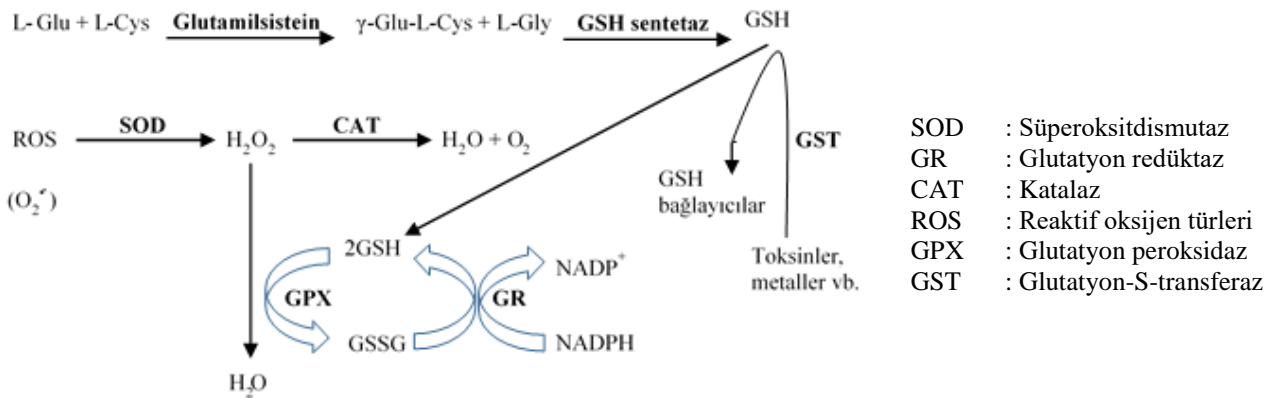 L- Glu + L-Cys Glutamilsistein γ-Glu-L-Cys + L-Gly GSH sentetaz GSH
ROS SOD H₂O₂ CAT H₂O + O₂ GST
(O₂•⁻)
GSH
bağlayıcılar
2GSH NADP⁺
Toksinler,
metaller vb.
GPX GR
GSSG NADPH
H₂O
SOD : Süperoksitdismutaz
GR : Glutatyon redüktaz
CAT : Katalaz
ROS : Reaktif oksijen türleri
GPX : Glutatyon peroksidaz
GST : Glutatyon-S-transferaz